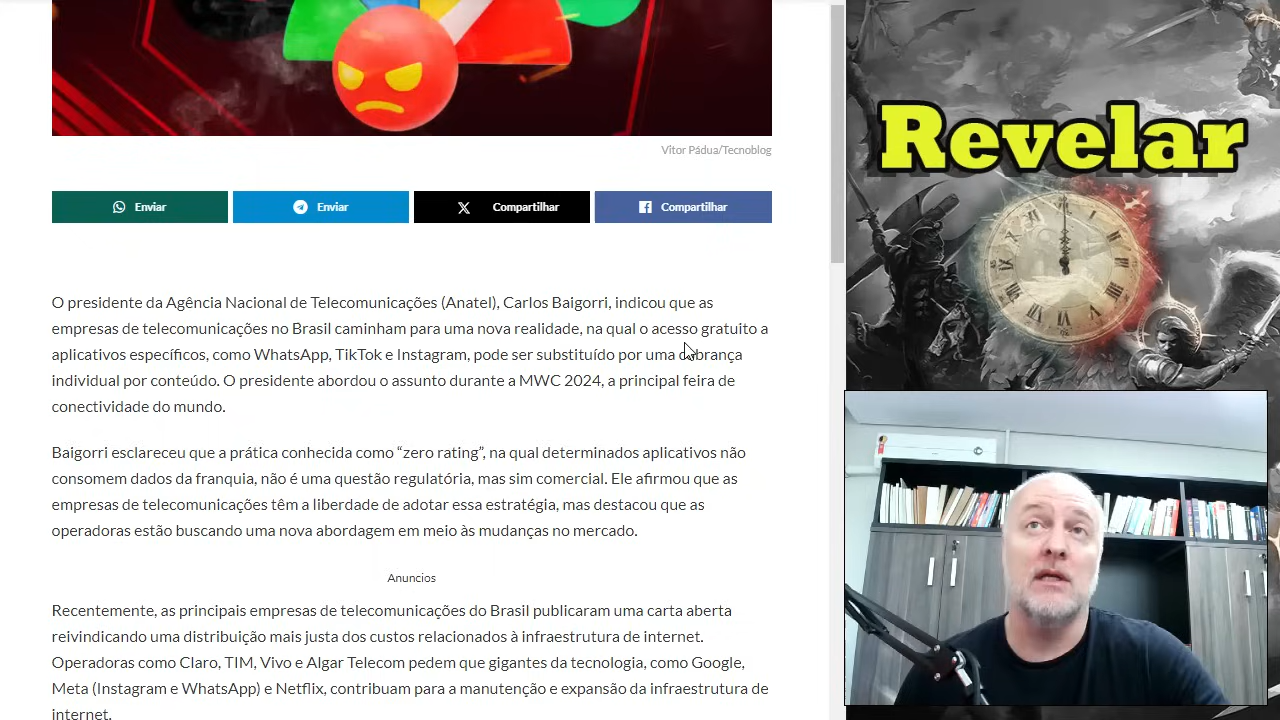 Vitor Pádua/Tecnoblog
Enviar
Enviar
Compartilhar
Compartilhar
O presidente da Agência Nacional de Telecomunicações (Anatel), Carlos Baigorri, indicou que as
empresas de telecomunicações no Brasil caminham para uma nova realidade, na qual o acesso gratuito a
aplicativos específicos, como WhatsApp, TikTok e Instagram, pode ser substituído por uma cobrança
individual por conteúdo. O presidente abordou o assunto durante a MWC 2024, a principal feira de
conectividade do mundo.
Baigorri esclareceu que a prática conhecida como “zero rating”, na qual determinados aplicativos não
consomem dados da franquia, não é uma questão regulatória, mas sim comercial. Ele afirmou que as
empresas de telecomunicações têm a liberdade de adotar essa estratégia, mas destacou que as
operadoras estão buscando uma nova abordagem em meio às mudanças no mercado.
Anuncios
Recentemente, as principais empresas de telecomunicações do Brasil publicaram uma carta aberta
reivindicando uma distribuição mais justa dos custos relacionados à infraestrutura de internet.
Operadoras como Claro, TIM, Vivo e Algar Telecom pedem que gigantes da tecnologia, como Google,
Meta (Instagram e WhatsApp) e Netflix, contribuam para a manutenção e expansão da infraestrutura de
internet.
Revelar